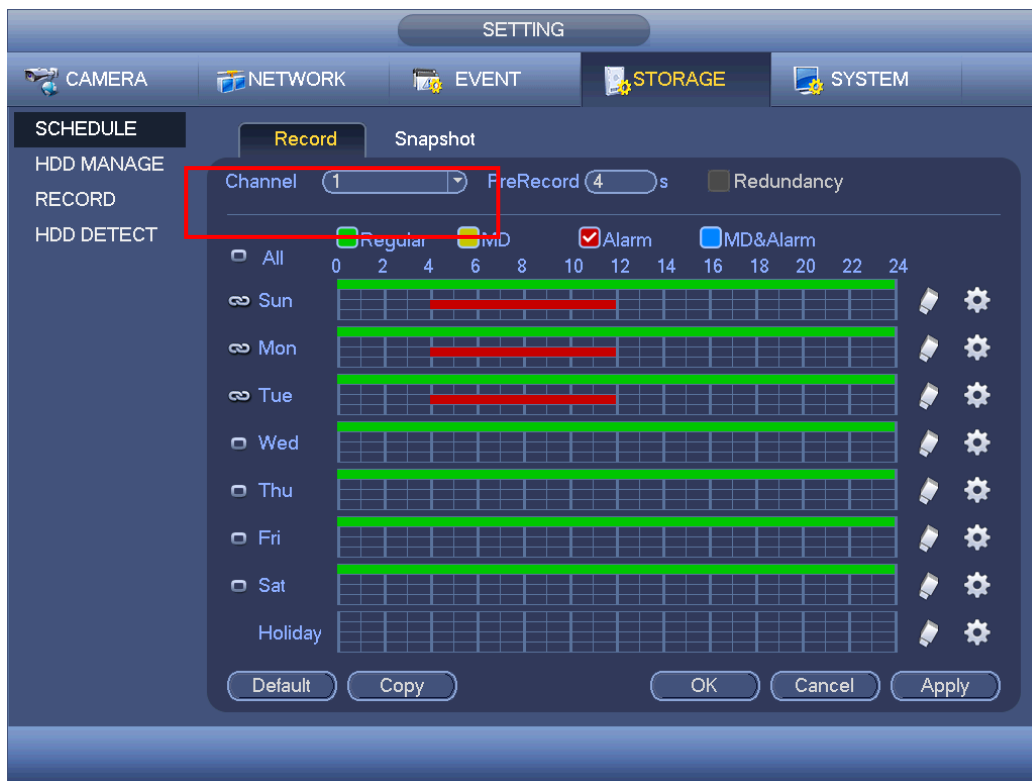 SETTING
CAMERA NETWORK EVENT STORAGE SYSTEM
SCHEDULE
HDD MANAGE
RECORD
HDD DETECT
Record Snapshot
Channel 1 PreRecord 4 s Redundancy
Regular MD Alarm MD&Alarm
All 0 2 4 6 8 10 12 14 16 18 20 22 24
Sun
Mon
Tue
Wed
Thu
Fri
Sat
Holiday
Default Copy OK Cancel Apply